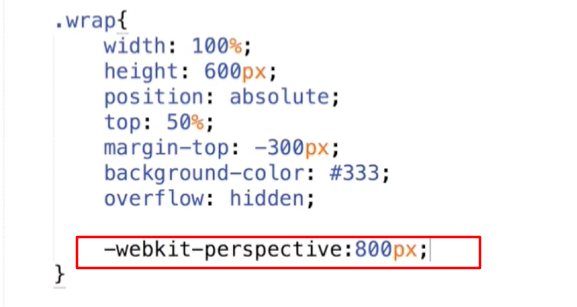 .wrap{
width: 100%;
height: 600px;
position: absolute;
top: 50%;
margin-top: -300px;
background-color: #333;
overflow: hidden;
-webkit-perspective:800px;
}